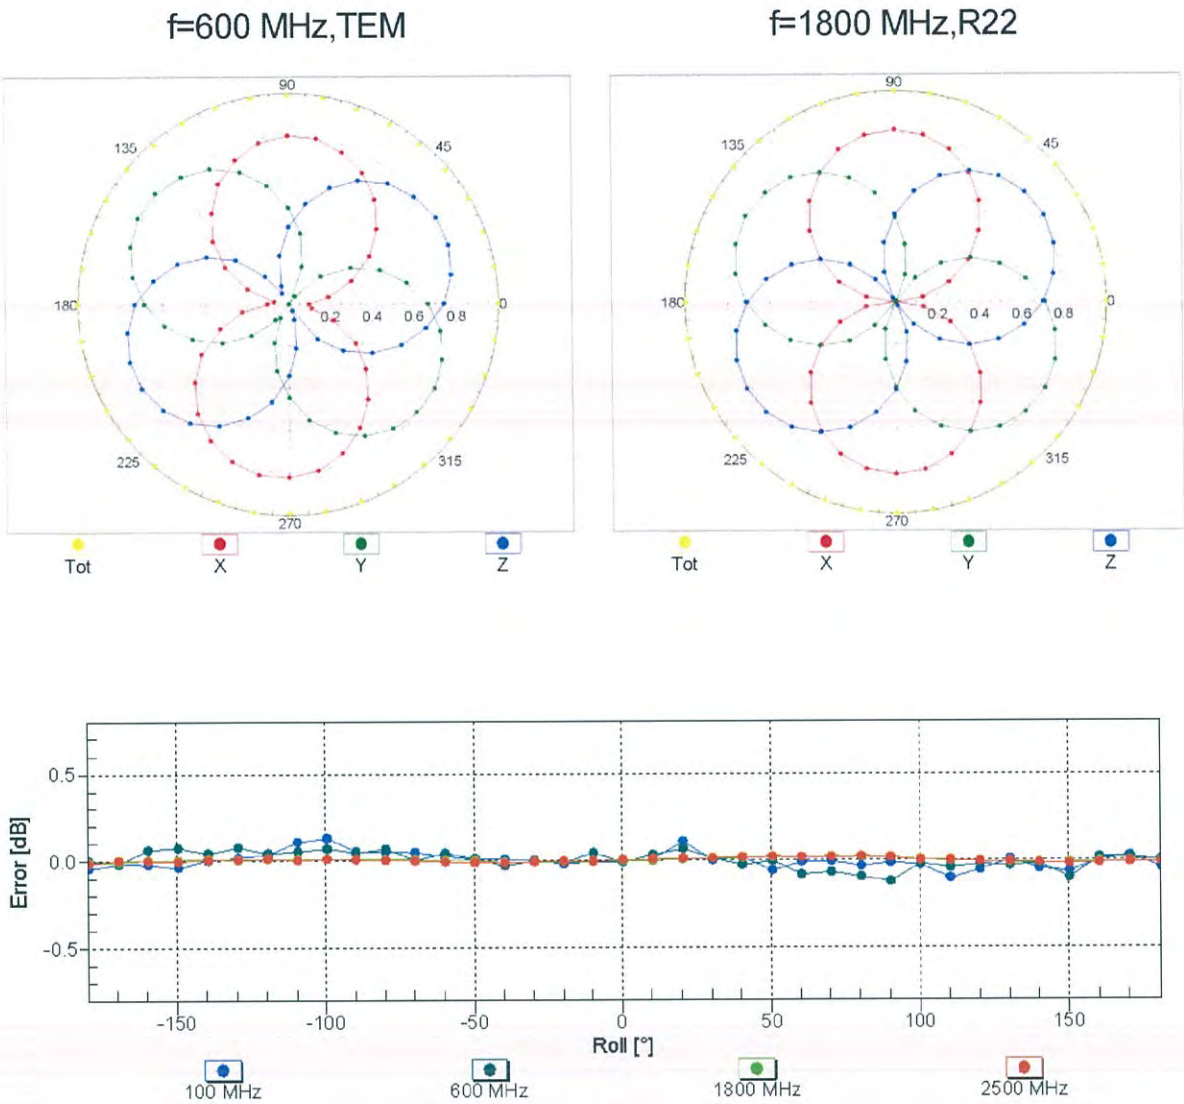 f=600 MHz,TEM
f=1800 MHz,R22
90
135
45
180
0
0.2 0.4 0.6 0.8
225
315
270
Tot X Y Z
90
135
45
180
0
0.2 0.4 0.6 0.8
225
315
270
Tot X Y Z
Error [dB]
0.5
0.0
-0.5
-150 -100 -50 0 50 100 150
Roll [°]
100 MHz 600 MHz 1800 MHz 2500 MHz